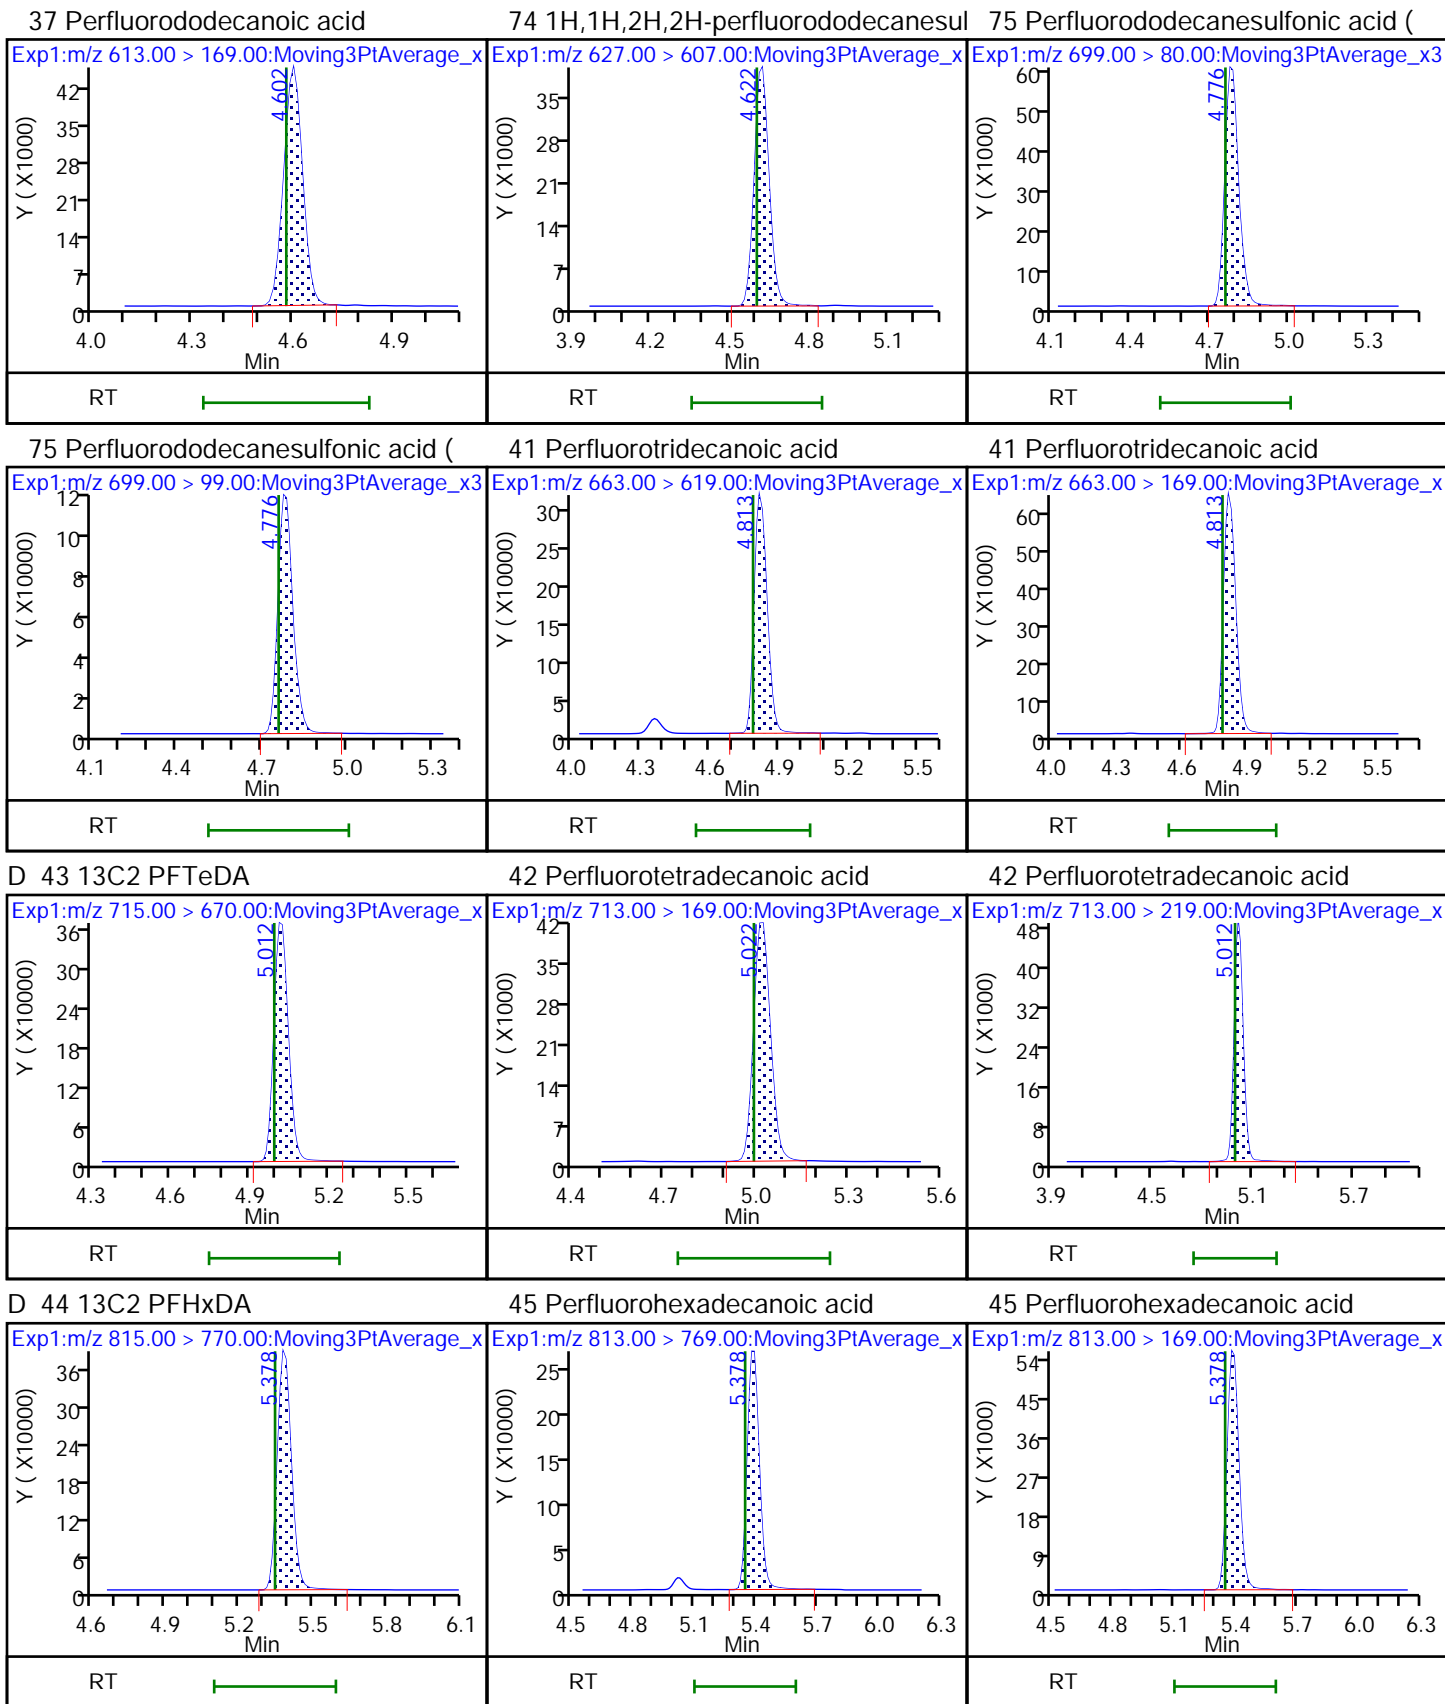 37 Perfluorododecanoic acid
Exp1:m/z 613.00 > 169.00:Moving3PtAverage_x
4.602
Y ( X1000)
42
35
28
21
14
7
0
4.0 4.3 4.6 4.9
Min
RT
74 1H,1H,2H,2H-perfluorododecanesul
Exp1:m/z 627.00 > 607.00:Moving3PtAverage_x
4.622
Y ( X1000)
35
28
21
14
7
0
3.9 4.2 4.5 4.8 5.1
Min
RT
75 Perfluorododecanesulfonic acid (
Exp1:m/z 699.00 > 80.00:Moving3PtAverage_x3
4.776
Y ( X1000)
60
50
40
30
20
10
0
4.1 4.4 4.7 5.0 5.3
Min
RT
75 Perfluorododecanesulfonic acid (
Exp1:m/z 699.00 > 99.00:Moving3PtAverage_x3
4.776
Y ( X10000)
12
10
8
6
4
2
0
4.1 4.4 4.7 5.0 5.3
Min
RT
41 Perfluorotridecanoic acid
Exp1:m/z 663.00 > 619.00:Moving3PtAverage_x
4.813
Y ( X10000)
30
25
20
15
10
5
0
4.0 4.3 4.6 4.9 5.2 5.5
Min
RT
41 Perfluorotridecanoic acid
Exp1:m/z 663.00 > 169.00:Moving3PtAverage_x
4.813
Y ( X1000)
60
50
40
30
20
10
0
4.0 4.3 4.6 4.9 5.2 5.5
Min
RT
D 43 13C2 PFTeDA
Exp1:m/z 715.00 > 670.00:Moving3PtAverage_x
5.012
Y ( X10000)
36
30
24
18
12
6
0
4.3 4.6 4.9 5.2 5.5
Min
RT
42 Perfluorotetradecanoic acid
Exp1:m/z 713.00 > 169.00:Moving3PtAverage_x
5.022
Y ( X1000)
42
35
28
21
14
7
0
4.4 4.7 5.0 5.3 5.6
Min
RT
42 Perfluorotetradecanoic acid
Exp1:m/z 713.00 > 219.00:Moving3PtAverage_x
5.012
Y ( X1000)
48
40
32
24
16
8
0
3.9 4.5 5.1 5.7
Min
RT
D 44 13C2 PFHxDA
Exp1:m/z 815.00 > 770.00:Moving3PtAverage_x
5.378
Y ( X10000)
36
30
24
18
12
6
0
4.6 4.9 5.2 5.5 5.8 6.1
Min
RT
45 Perfluorohexadecanoic acid
Exp1:m/z 813.00 > 769.00:Moving3PtAverage_x
5.378
Y ( X10000)
25
20
15
10
5
0
4.5 4.8 5.1 5.4 5.7 6.0 6.3
Min
RT
45 Perfluorohexadecanoic acid
Exp1:m/z 813.00 > 169.00:Moving3PtAverage_x
5.378
Y ( X1000)
54
45
36
27
18
9
0
4.5 4.8 5.1 5.4 5.7 6.0 6.3
Min
RT